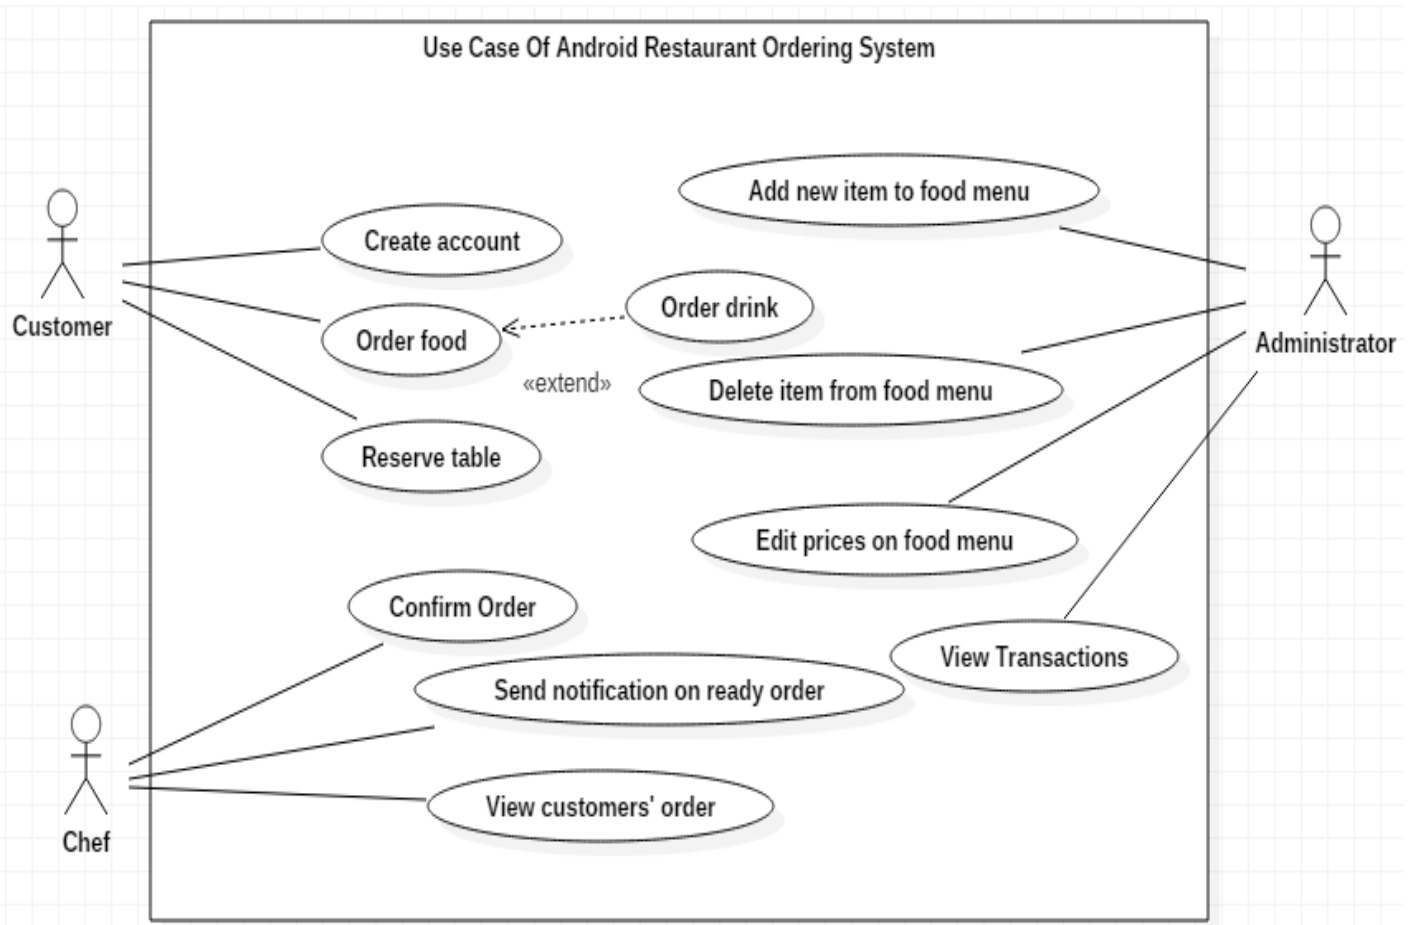 Use Case Of Android Restaurant Ordering System
Add new item to food menu
Create account
Order drink
Customer
Order food
Administrator
«extend»
Delete item from food menu
Reserve table
Edit prices on food menu
Confirm Order
View Transactions
Send notification on ready order
View customers' order
Chef